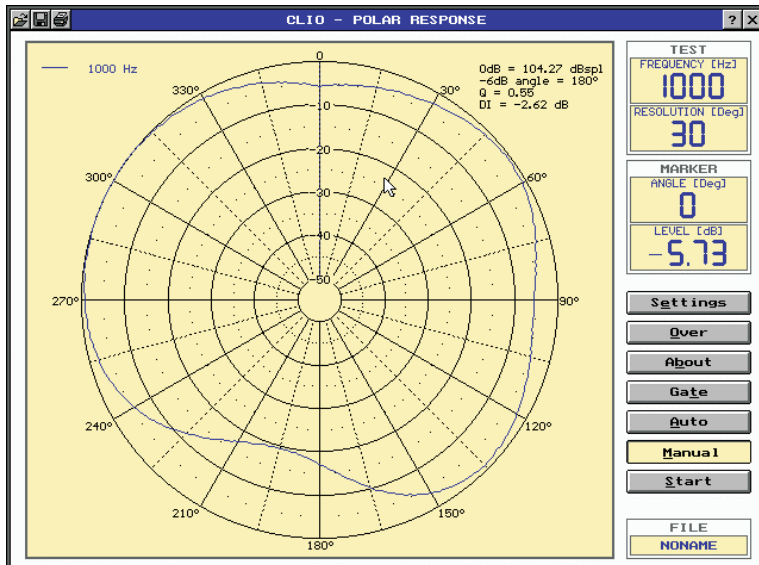 CLIO - POLAR RESPONSE
? X
1000 Hz
0dB = 104.27 dBspl
-6dB angle = 180°
Q = 0.55
DI = -2.62 dB
0
330°
30°
-10
-20
300°
60°
-30
-40
-50
270°
90°
240°
120°
210°
150°
180°
TEST
FREQUENCY [Hz]
1000
RESOLUTION [Deg]
30
MARKER
ANGLE [Deg]
0
LEVEL [dB]
-5.73
Settings
Over
About
Gate
Auto
Manual
Start
FILE
NONAME